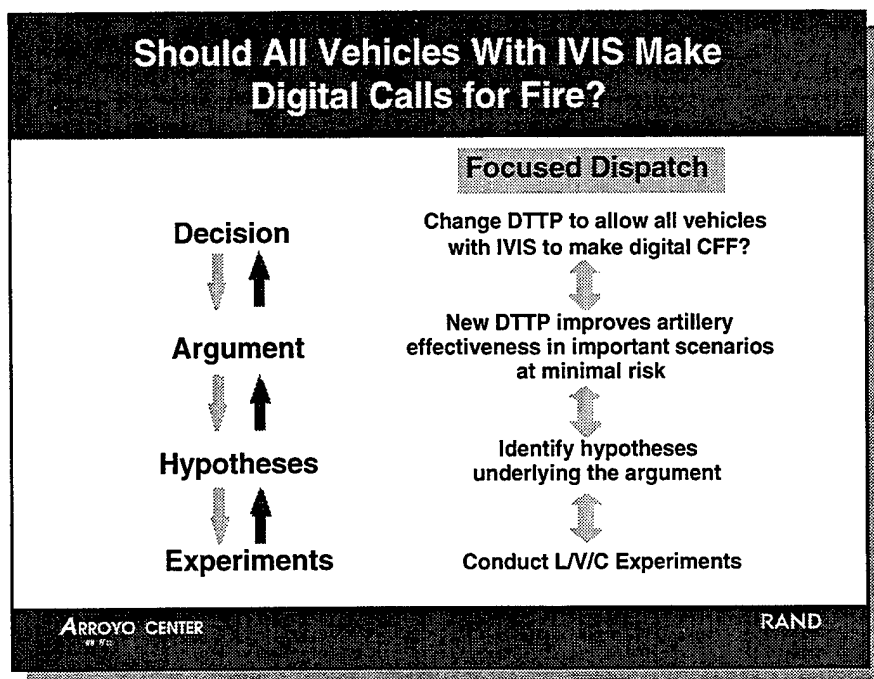 Should All Vehicles With IVIS Make
Digital Calls for Fire?
Focused Dispatch
Decision
Change DTTP to allow all vehicles
with IVIS to make digital CFF?
Argument
New DTTP improves artillery
effectiveness in important scenarios
at minimal risk
Hypotheses
Identify hypotheses
underlying the argument
Experiments
Conduct L/V/C Experiments
ARROYO CENTER
RAND